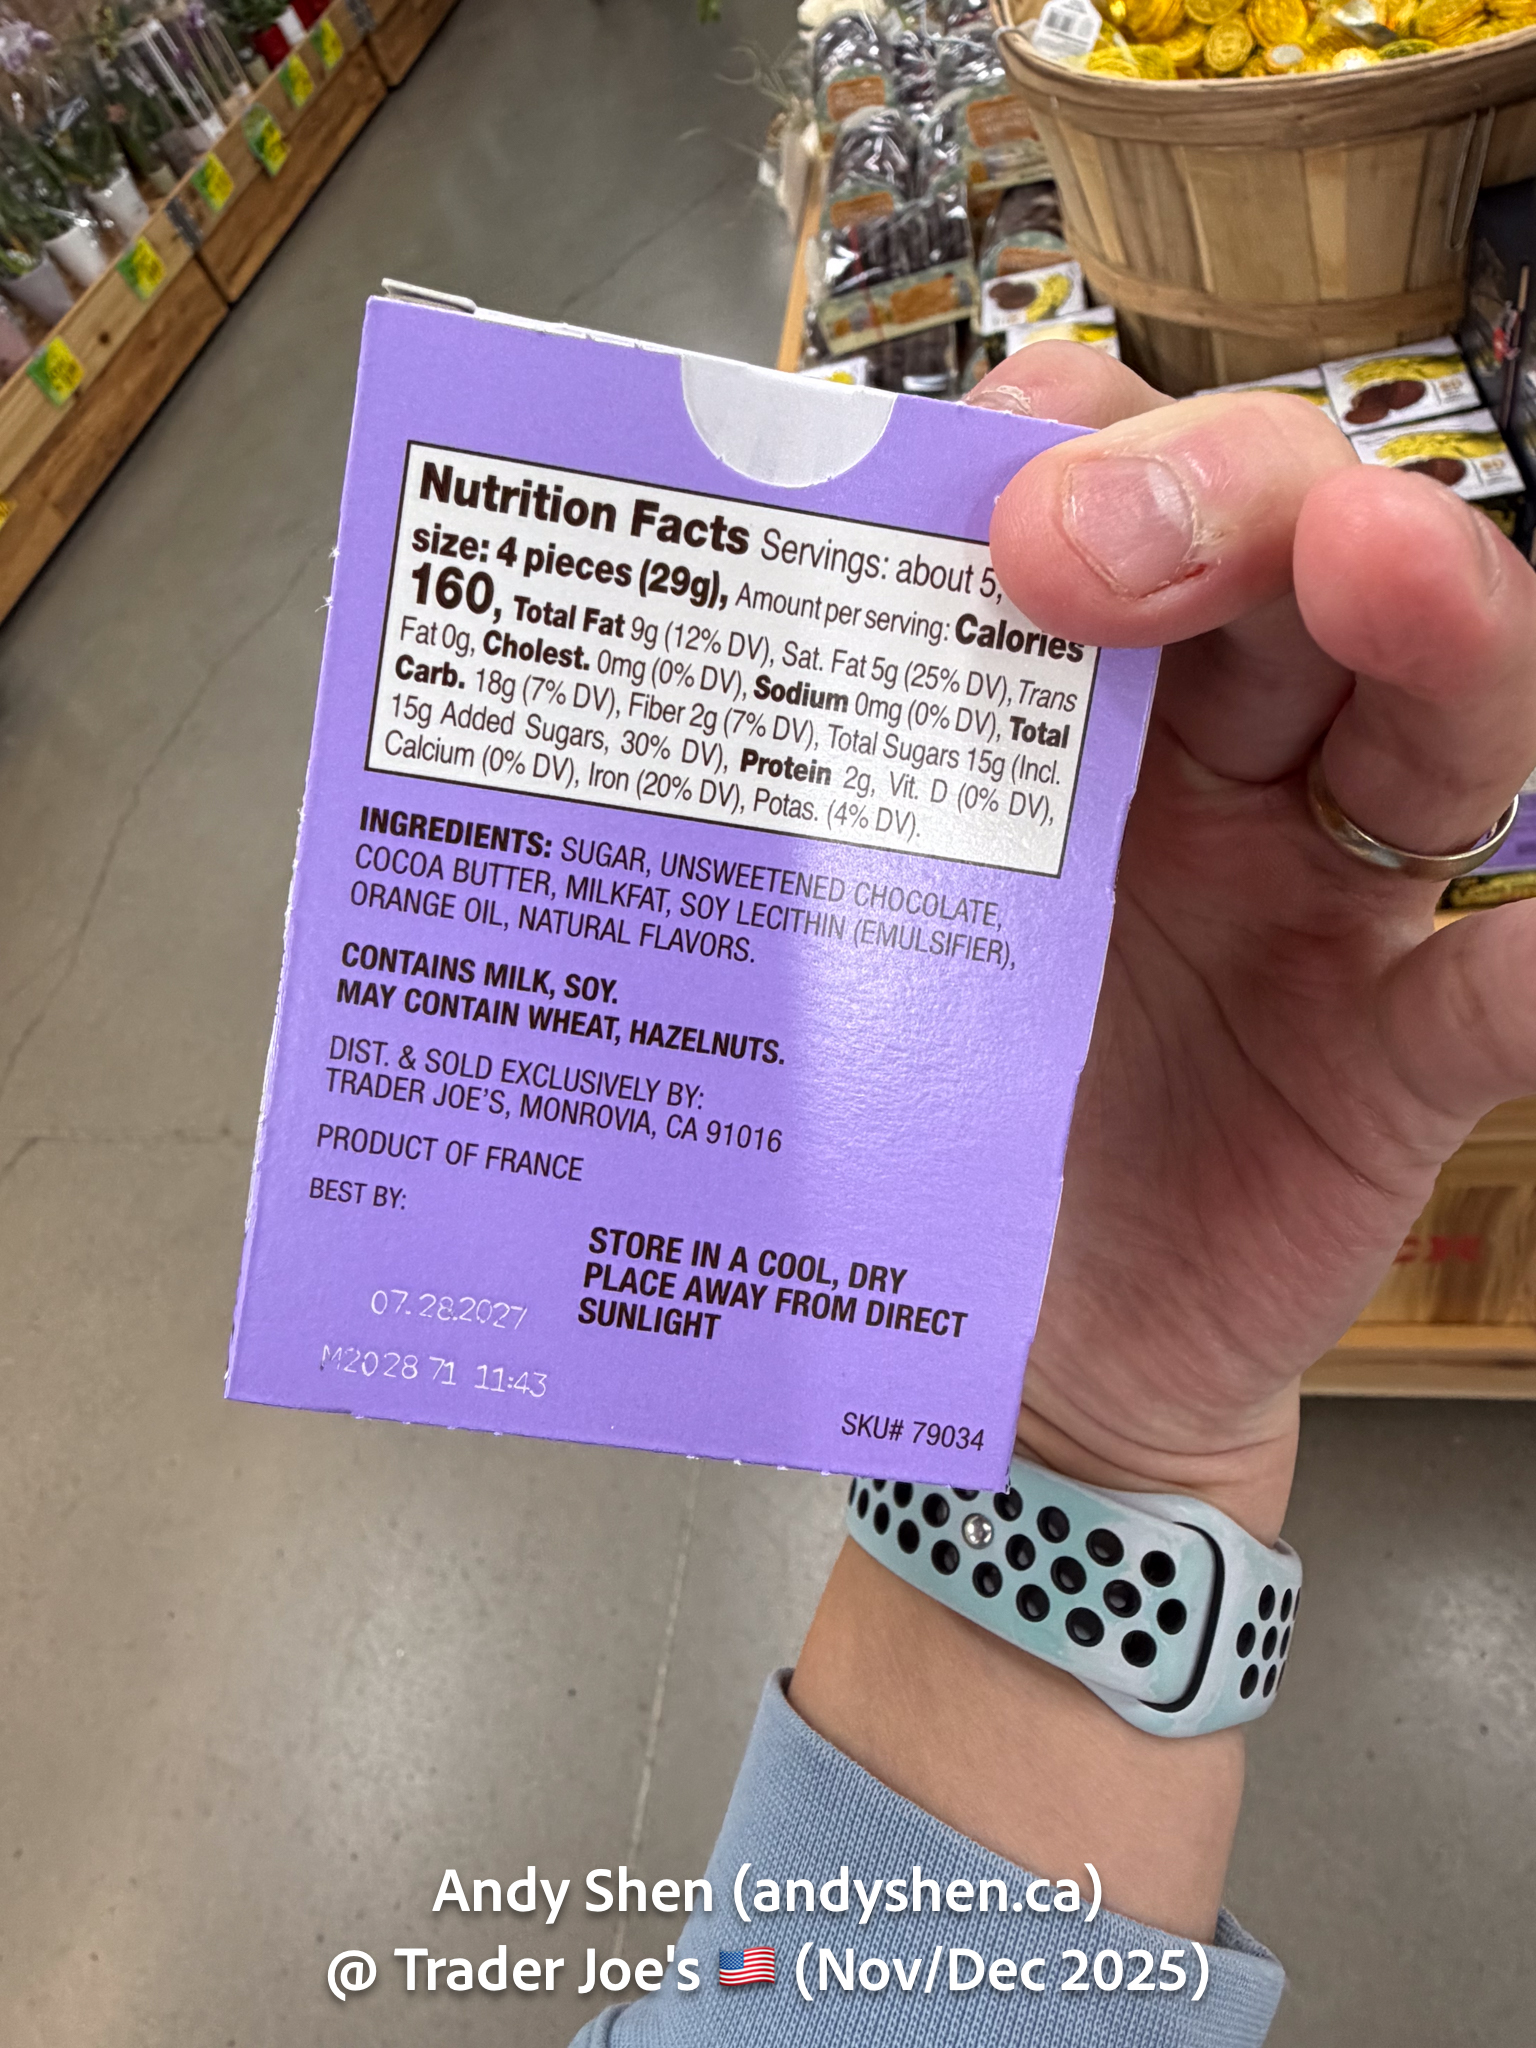 Nutrition Facts Servings: about 5,
size: 4 pieces (29g), Amount per serving: Calories
160, Total Fat 9g (12% DV), Sat. Fat 5g (25% DV), Trans
Fat 0g, Cholest. 0mg (0% DV), Sodium 0mg (0% DV), Total
Carb. 18g (7% DV), Fiber 2g (7% DV), Total Sugars 15g (Incl.
15g Added Sugars, 30% DV), Protein 2g, Vit. D (0% DV),
Calcium (0% DV), Iron (20% DV), Potas. (4% DV).
INGREDIENTS: SUGAR, UNSWEETENED CHOCOLATE,
COCOA BUTTER, MILKFAT, SOY LECITHIN (EMULSIFIER),
ORANGE OIL, NATURAL FLAVORS.
CONTAINS MILK, SOY.
MAY CONTAIN WHEAT, HAZELNUTS.
DIST. & SOLD EXCLUSIVELY BY:
TRADER JOE'S, MONROVIA, CA 91016
PRODUCT OF FRANCE
BEST BY:
STORE IN A COOL, DRY
PLACE AWAY FROM DIRECT
SUNLIGHT
07.28.2027
M2028 71 11:43
SKU# 79034
Andy Shen (andyshen.ca)
@ Trader Joe's 🇺🇸 (Nov/Dec 2025)